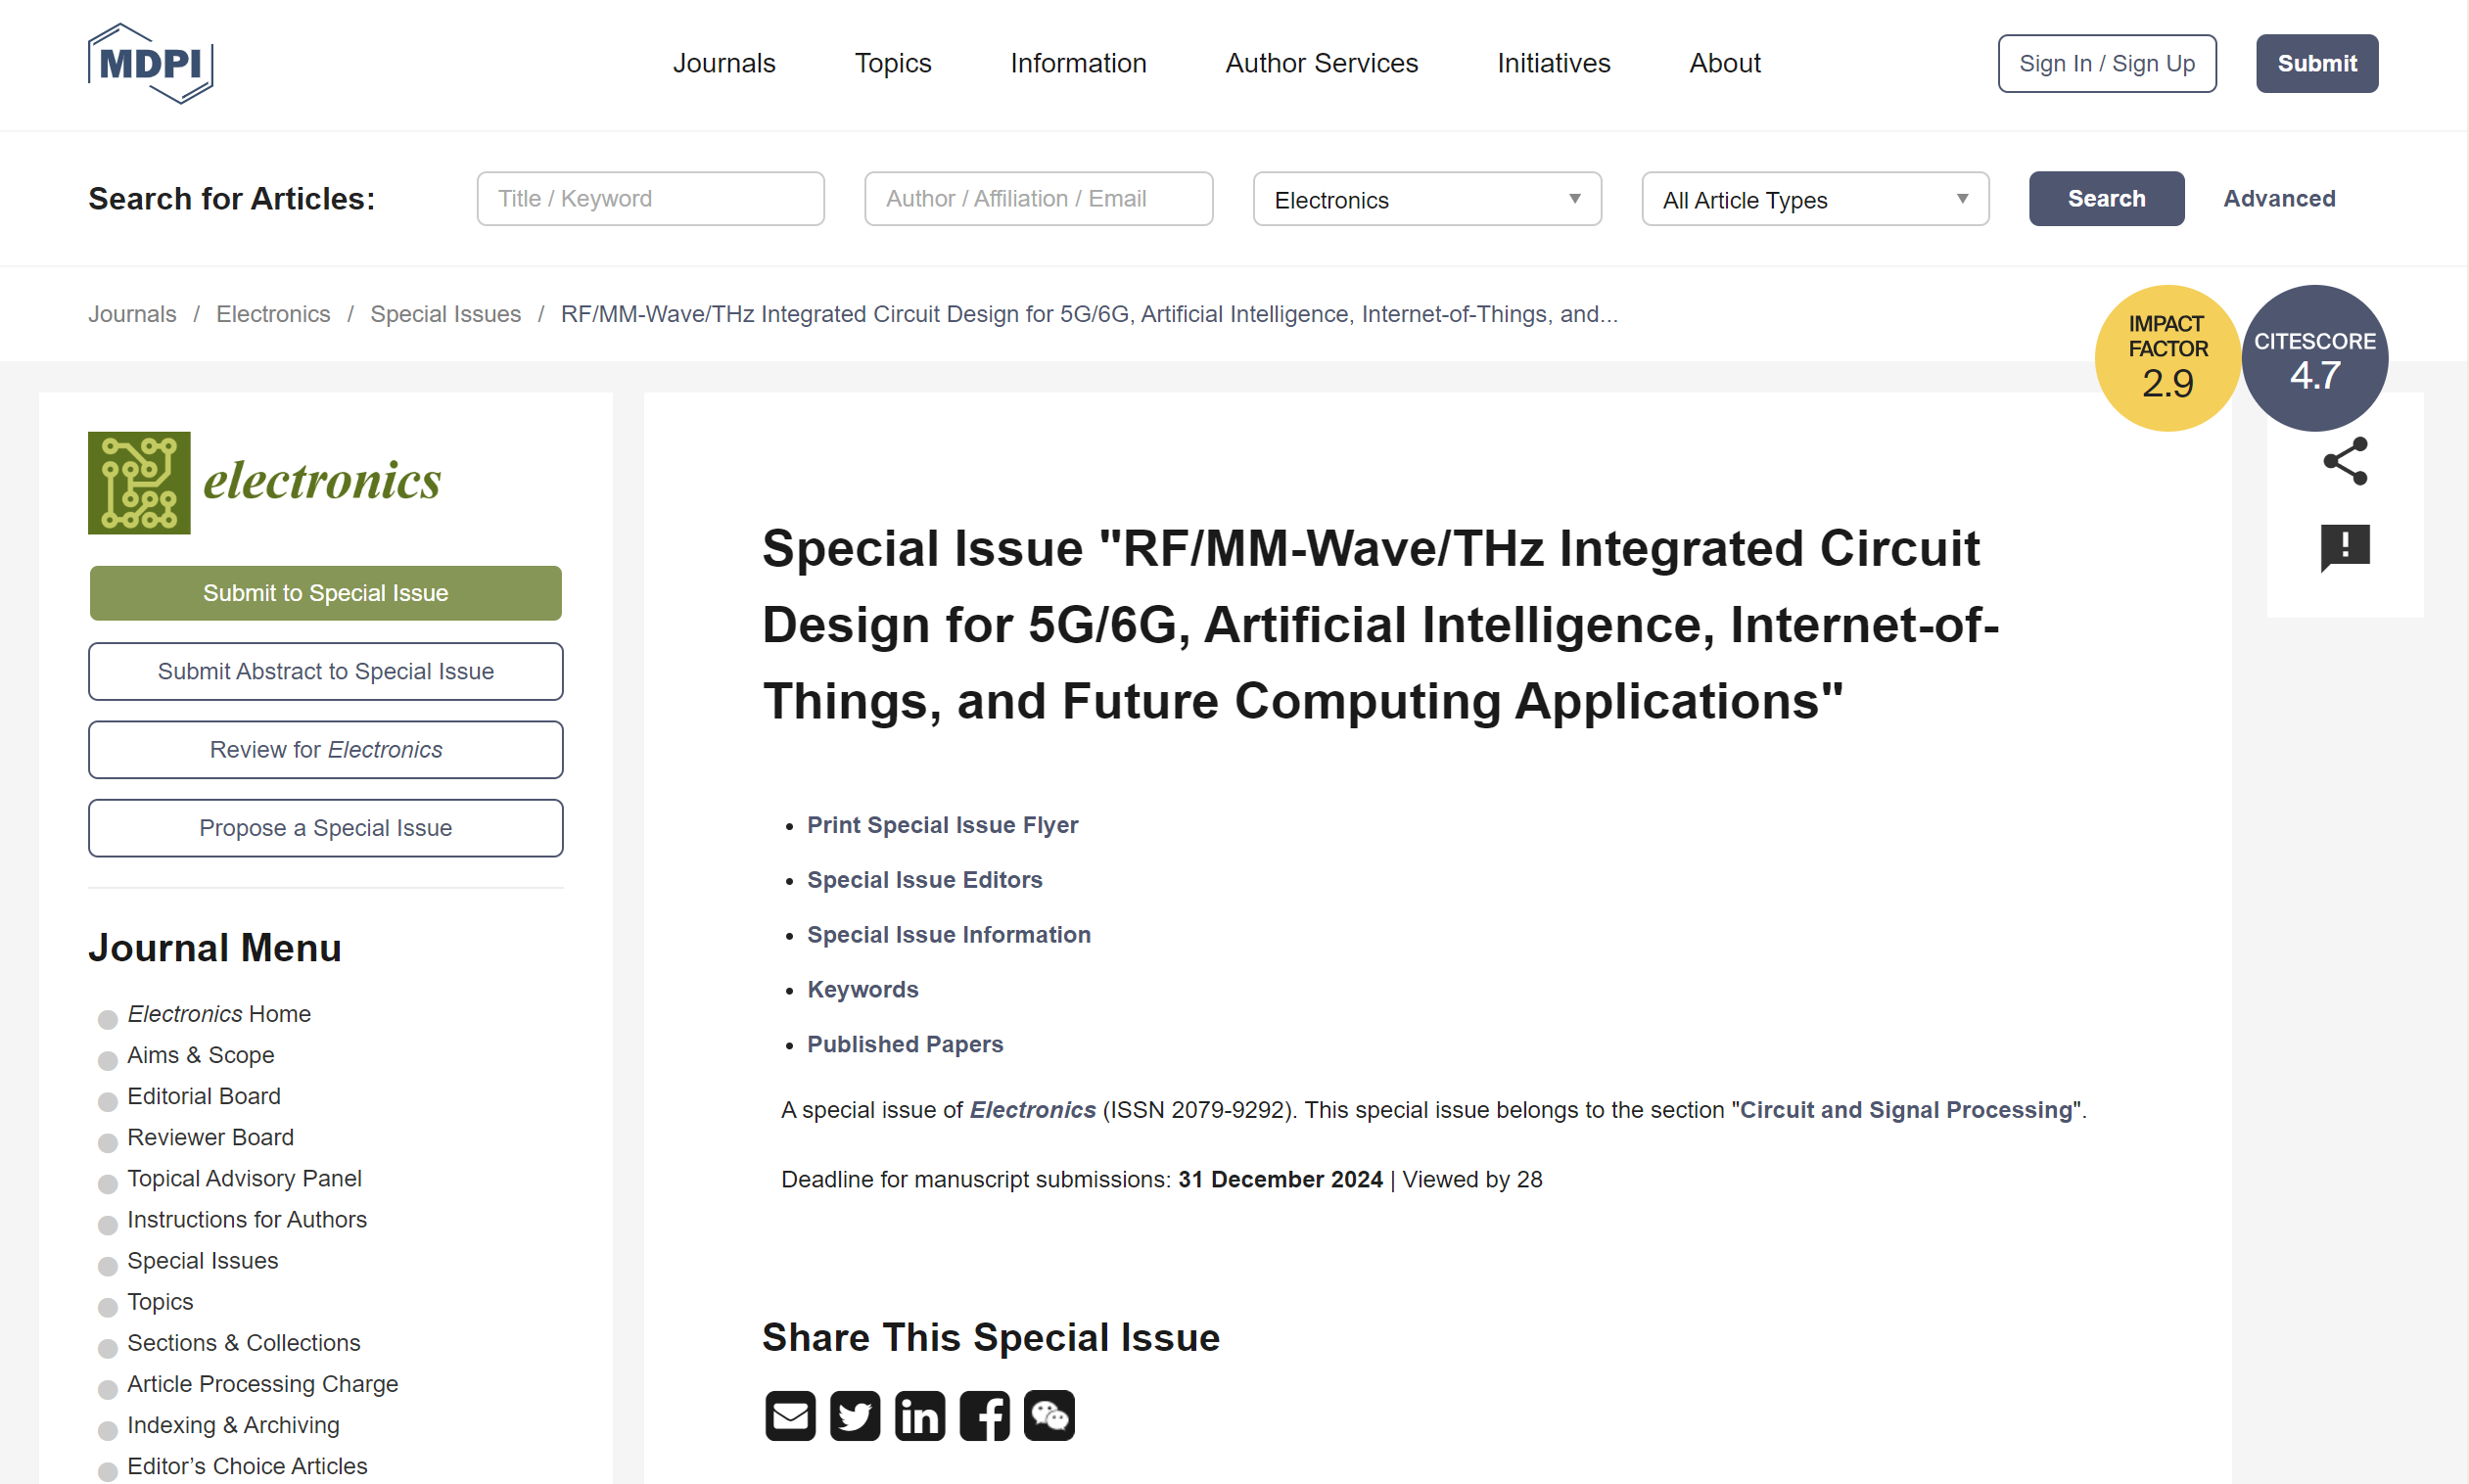 MDPI
Journals Topics Information Author Services Initiatives About
Sign In / Sign Up Submit
Search for Articles: Title / Keyword Author / Affiliation / Email Electronics All Article Types Search Advanced
Journals / Electronics / Special Issues / RF/MM-Wave/THz Integrated Circuit Design for 5G/6G, Artificial Intelligence, Internet-of-Things, and...
IMPACT
FACTOR
2.9
CITESCORE
4.7
electronics
Submit to Special Issue
Submit Abstract to Special Issue
Review for Electronics
Propose a Special Issue
Journal Menu
Electronics Home
Aims & Scope
Editorial Board
Reviewer Board
Topical Advisory Panel
Instructions for Authors
Special Issues
Topics
Sections & Collections
Article Processing Charge
Indexing & Archiving
Editor’s Choice Articles
Special Issue "RF/MM-Wave/THz Integrated Circuit
Design for 5G/6G, Artificial Intelligence, Internet-of-
Things, and Future Computing Applications"
Print Special Issue Flyer
Special Issue Editors
Special Issue Information
Keywords
Published Papers
A special issue of Electronics (ISSN 2079-9292). This special issue belongs to the section "Circuit and Signal Processing".
Deadline for manuscript submissions: 31 December 2024 | Viewed by 28
Share This Special Issue